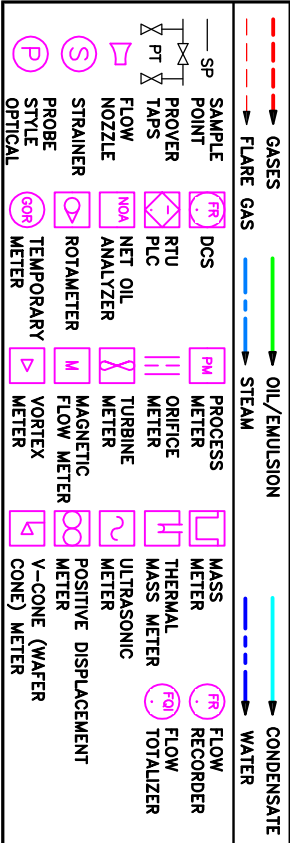 GASES
OIL/EMULSION
CONDENSATE
FLARE GAS
STEAM
WATER
SP
SAMPLE
POINT
FR
DCS
PM
PROCESS
METER
MASS
METER
FR
FLOW
RECORDER
PT
PROVER
TAPS
RTU
PLC
ORIFICE
METER
THERMAL
MASS METER
FQI
FLOW
TOTALIZER
FLOW
NOZZLE
NOA
NET OIL
ANALYZER
TURBINE
METER
ULTRASONIC
METER
S
STRAINER
ROTAMETER
M
MAGNETIC
FLOW METER
POSITIVE DISPLACEMENT
METER
P
PROBE
STYLE
OPTICAL
GOR
TEMPORARY
METER
VORTEX
METER
V-CONE (WAFER
CONE) METER